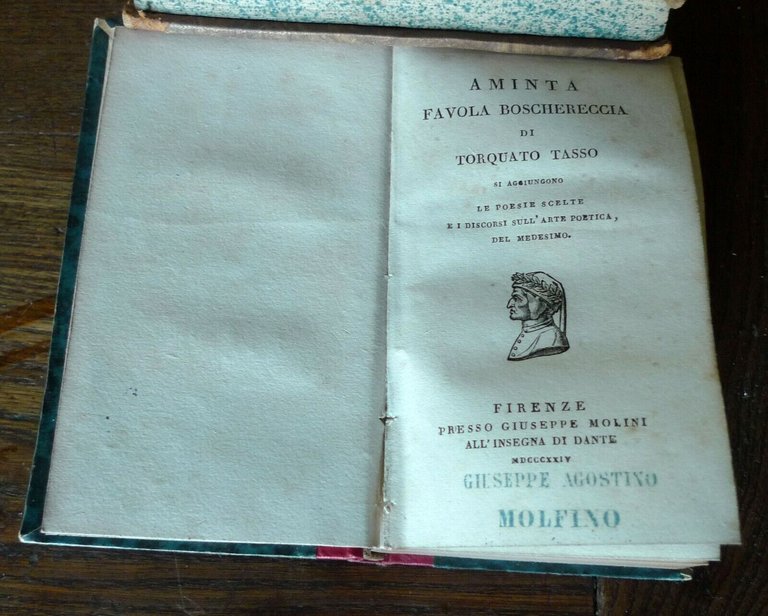 AMINTA
FAVOLA BOSCHERECCIA
DI
TORQUATO TASSO
SI AGGIUNGONO
LE POESIE SCELTE
E I DISCORSI SULL'ARTE POETICA,
DEL MEDESIMO.
FIRENZE
PRESSO GIUSEPPE MOLINI
ALL'INSEGNA DI DANTE
MDCCCXXIV
GIUSEPPE AGOSTINO
MOLFINO